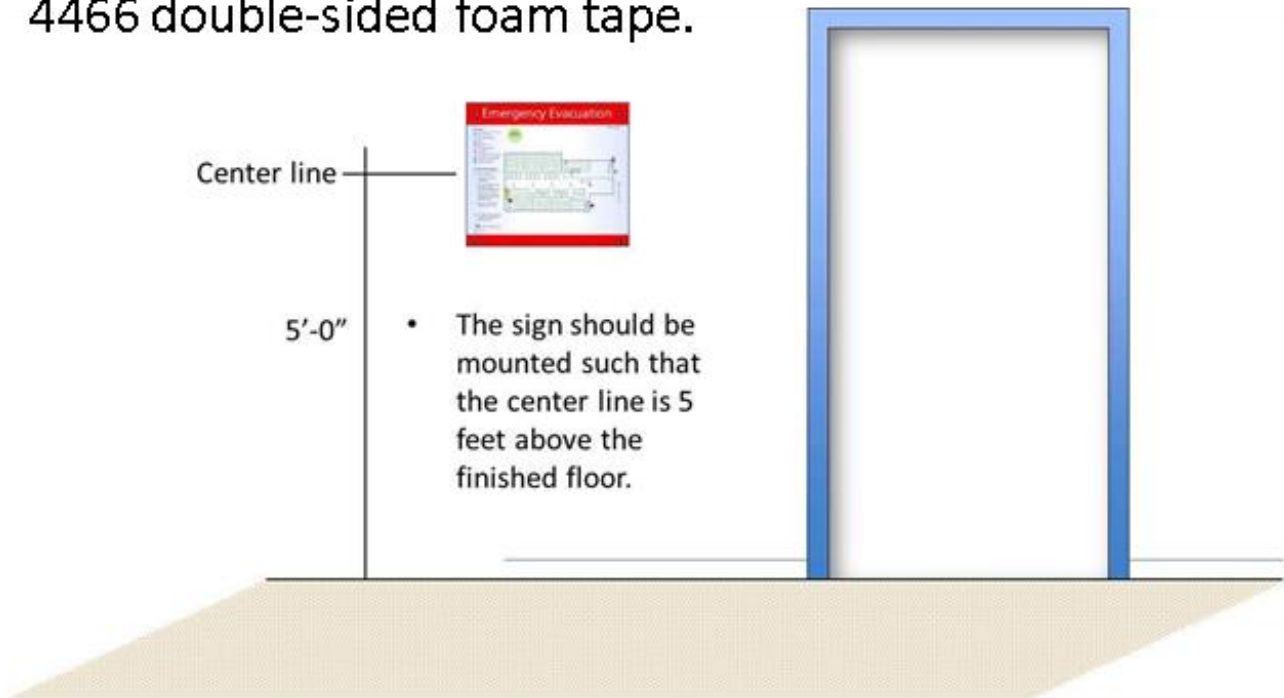 4466 double-sided foam tape.
Emergency Evacuation
Center line
5’-0”
• The sign should be
mounted such that
the center line is 5
feet above the
finished floor.